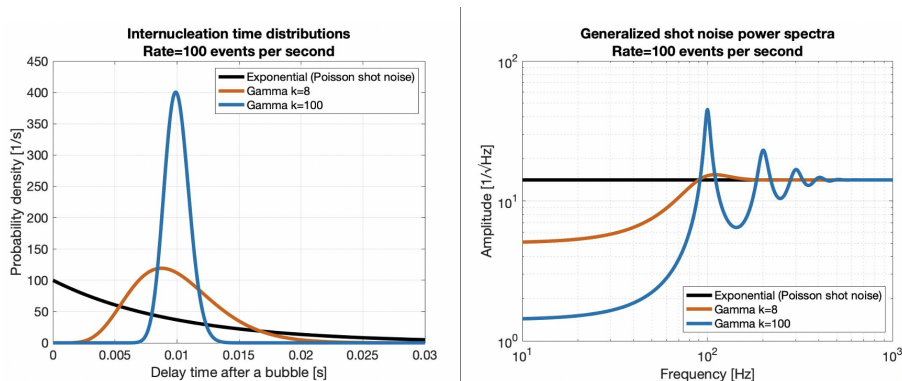 Internucleation time distributions
Rate=100 events per second
Probability density [1/s]
450
400
350
300
250
200
150
100
50
0
Exponential (Poisson shot noise)
Gamma k=8
Gamma k=100
0 0.005 0.01 0.015 0.02 0.025 0.03
Delay time after a bubble [s]
Generalized shot noise power spectra
Rate=100 events per second
Amplitude [1/√Hz]
10²
10¹
10⁰
Exponential (Poisson shot noise)
Gamma k=8
Gamma k=100
10¹ 10² 10³
Frequency [Hz]